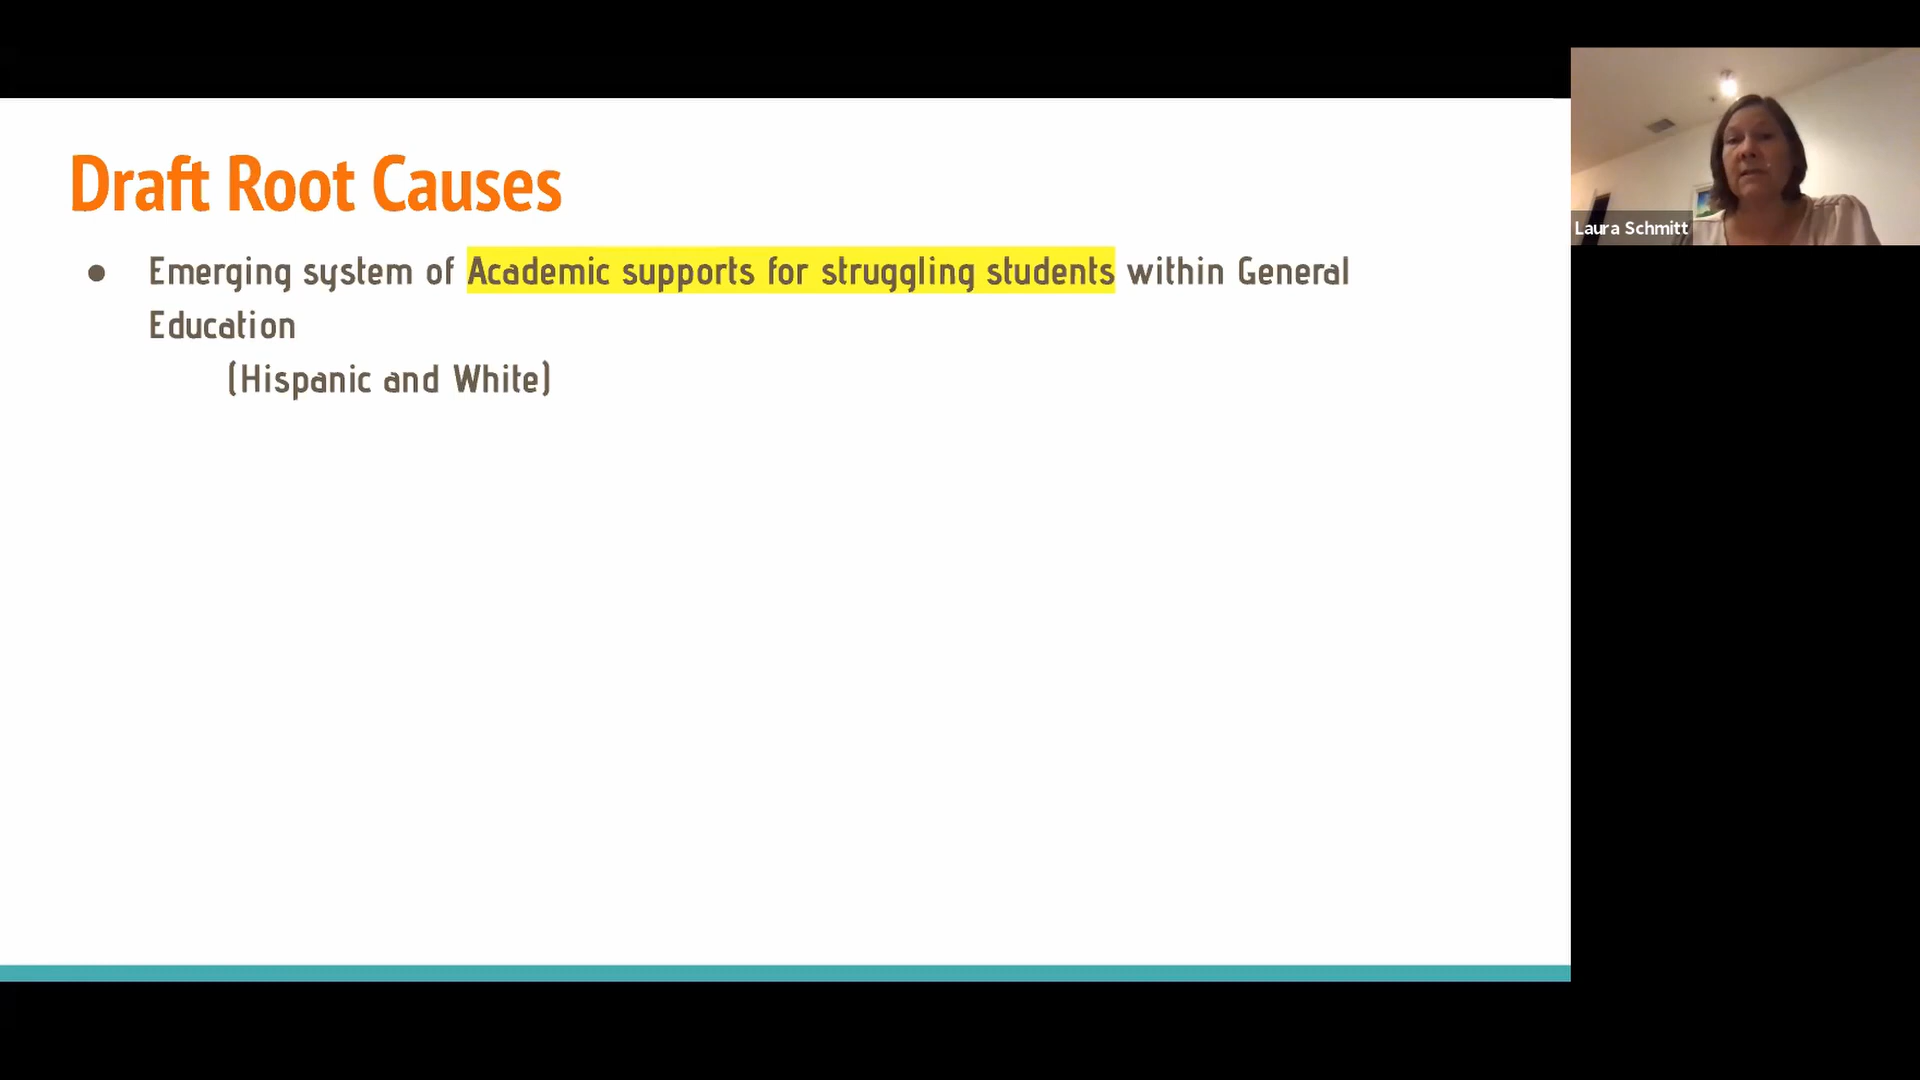 Draft Root Causes
● Emerging system of Academic supports for struggling students within General
Education
(Hispanic and White)
Laura Schmitt